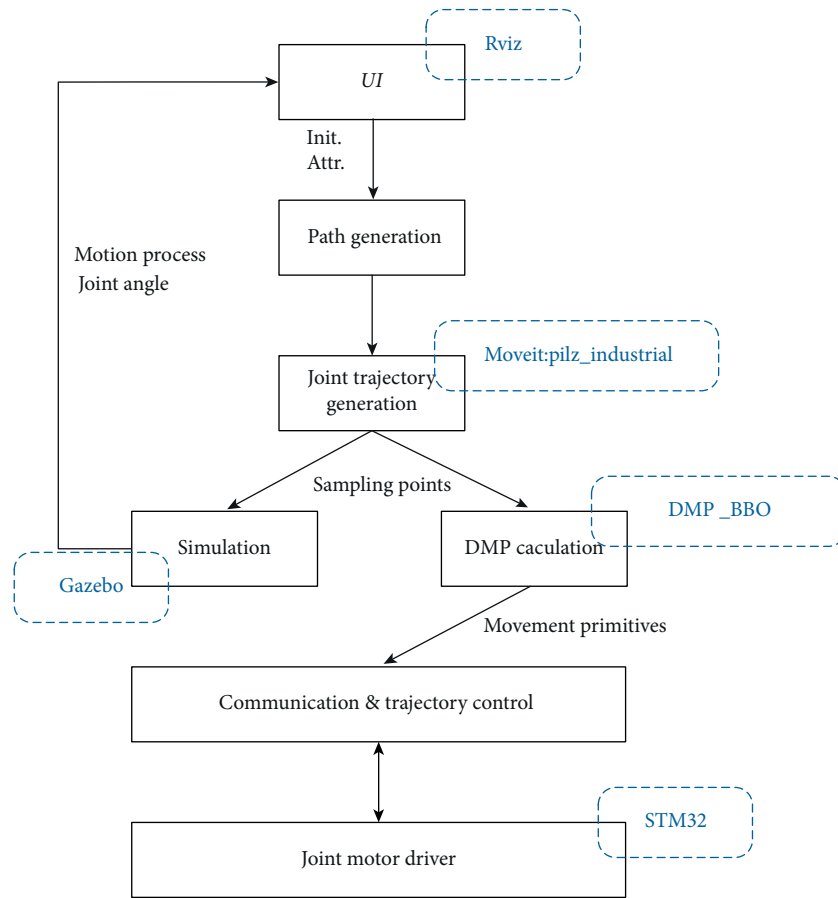 Rviz
UI
Init.
Attr.
Path generation
Motion process
Joint angle
Moveit:pilz_industrial
Joint trajectory
generation
Sampling points
DMP _BBO
Simulation
DMP caculation
Gazebo
Movement primitives
Communication & trajectory control
STM32
Joint motor driver